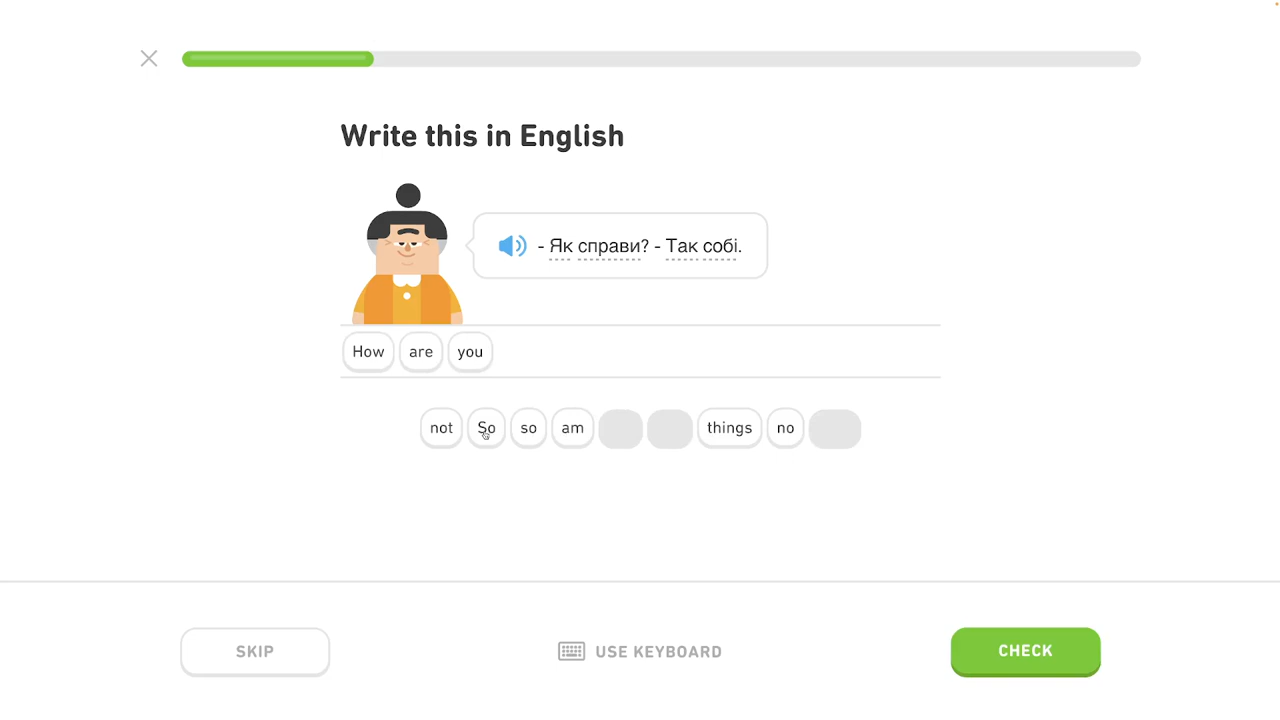 Write this in English
- Як справи? - Так собі.
How are you
not So so am things no
SKIP
USE KEYBOARD
CHECK